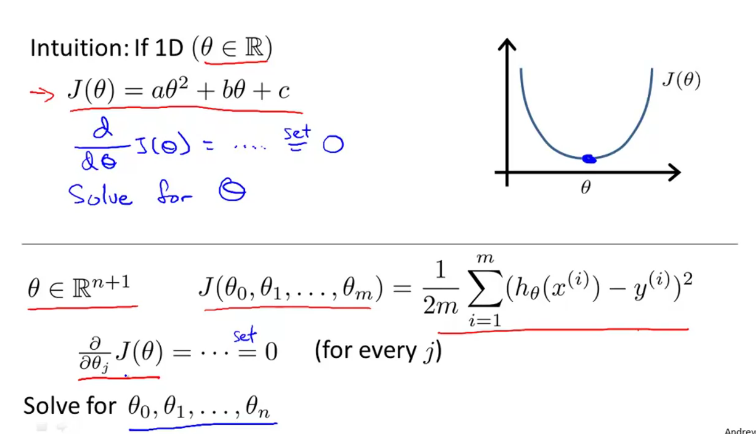 Intuition: If 1D (θ ∈ ℝ)
→ J(θ) = aθ² + bθ + c
d/dθ J(θ) = .... set = 0
Solve for θ
J(θ)
θ
θ ∈ ℝⁿ⁺¹ J(θ₀, θ₁, . . . , θₘ) = 1/2m ∑ᵢ₌₁ᵐ (h_θ(x⁽ⁱ⁾) − y⁽ⁱ⁾)²
∂/∂θⱼ J(θ) = ··· set = 0 (for every j)
Solve for θ₀, θ₁, . . . , θₙ
Andrew